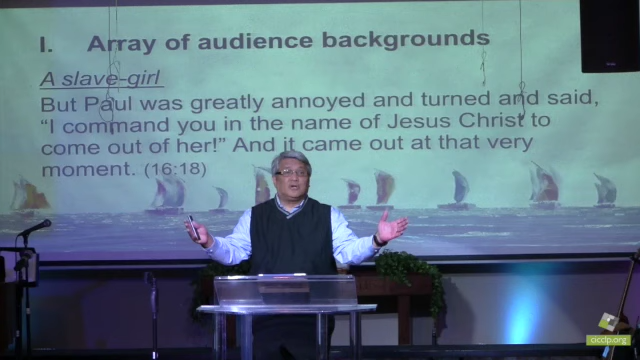 I. Array of audience backgrounds
A slave-girl
But Paul was greatly annoyed and turned and said,
“I command you in the name of Jesus Christ to
come out of her!” And it came out at that very
moment. (16:18)
cicclp.org